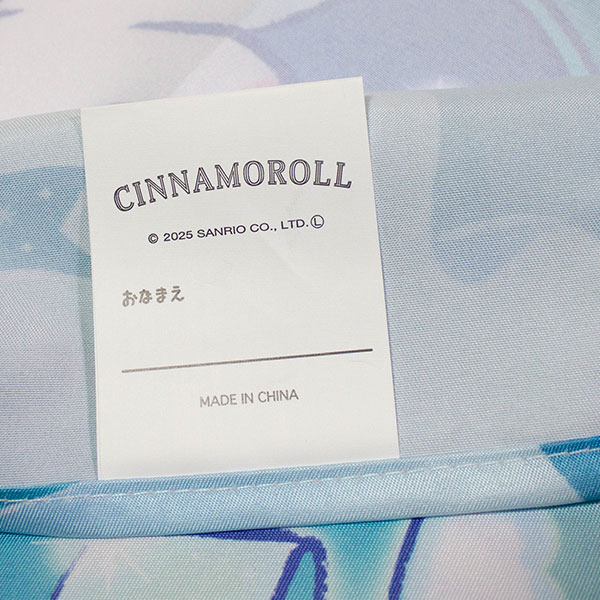 CINNAMOROLL
© 2025 SANRIO CO., LTD. Ⓛ
おなまえ
MADE IN CHINA